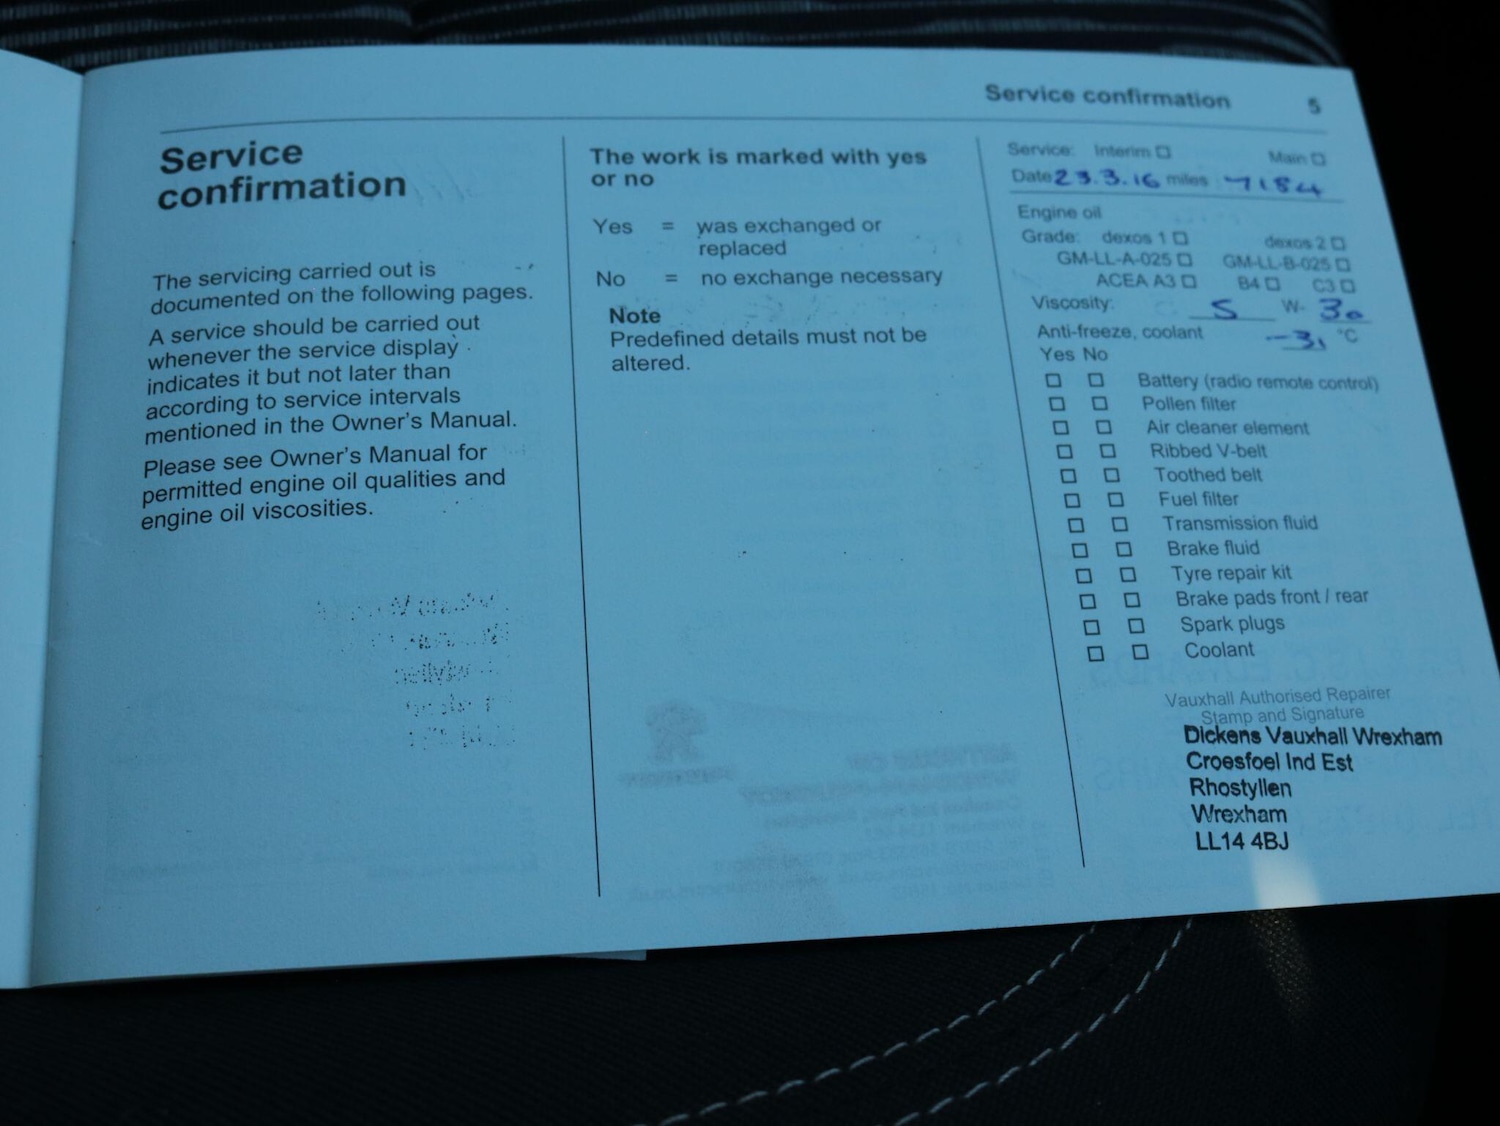 Service confirmation 5
Service
confirmation
The servicing carried out is
documented on the following pages.
A service should be carried out
whenever the service display
indicates it but not later than
according to service intervals
mentioned in the Owner's Manual.
Please see Owner's Manual for
permitted engine oil qualities and
engine oil viscosities.
The work is marked with yes
or no
Yes = was exchanged or
replaced
No = no exchange necessary
Note
Predefined details must not be
altered.
Service: Interim ☐ Main ☐
Date 23.3.16 miles 7184
Engine oil
Grade: dexos 1 ☐ dexos 2 ☐
GM-LL-A-025 ☐ GM-LL-B-025 ☐
ACEA A3 ☐ B4 ☐ C3 ☐
Viscosity: 5 W- 30
Anti-freeze, coolant -31 °C
Yes No
☐ ☐ Battery (radio remote control)
☐ ☐ Pollen filter
☐ ☐ Air cleaner element
☐ ☐ Ribbed V-belt
☐ ☐ Toothed belt
☐ ☐ Fuel filter
☐ ☐ Transmission fluid
☐ ☐ Brake fluid
☐ ☐ Tyre repair kit
☐ ☐ Brake pads front / rear
☐ ☐ Spark plugs
☐ ☐ Coolant
Vauxhall Authorised Repairer
Stamp and Signature
Dickens Vauxhall Wrexham
Croesfoel Ind Est
Rhostyllen
Wrexham
LL14 4BJ